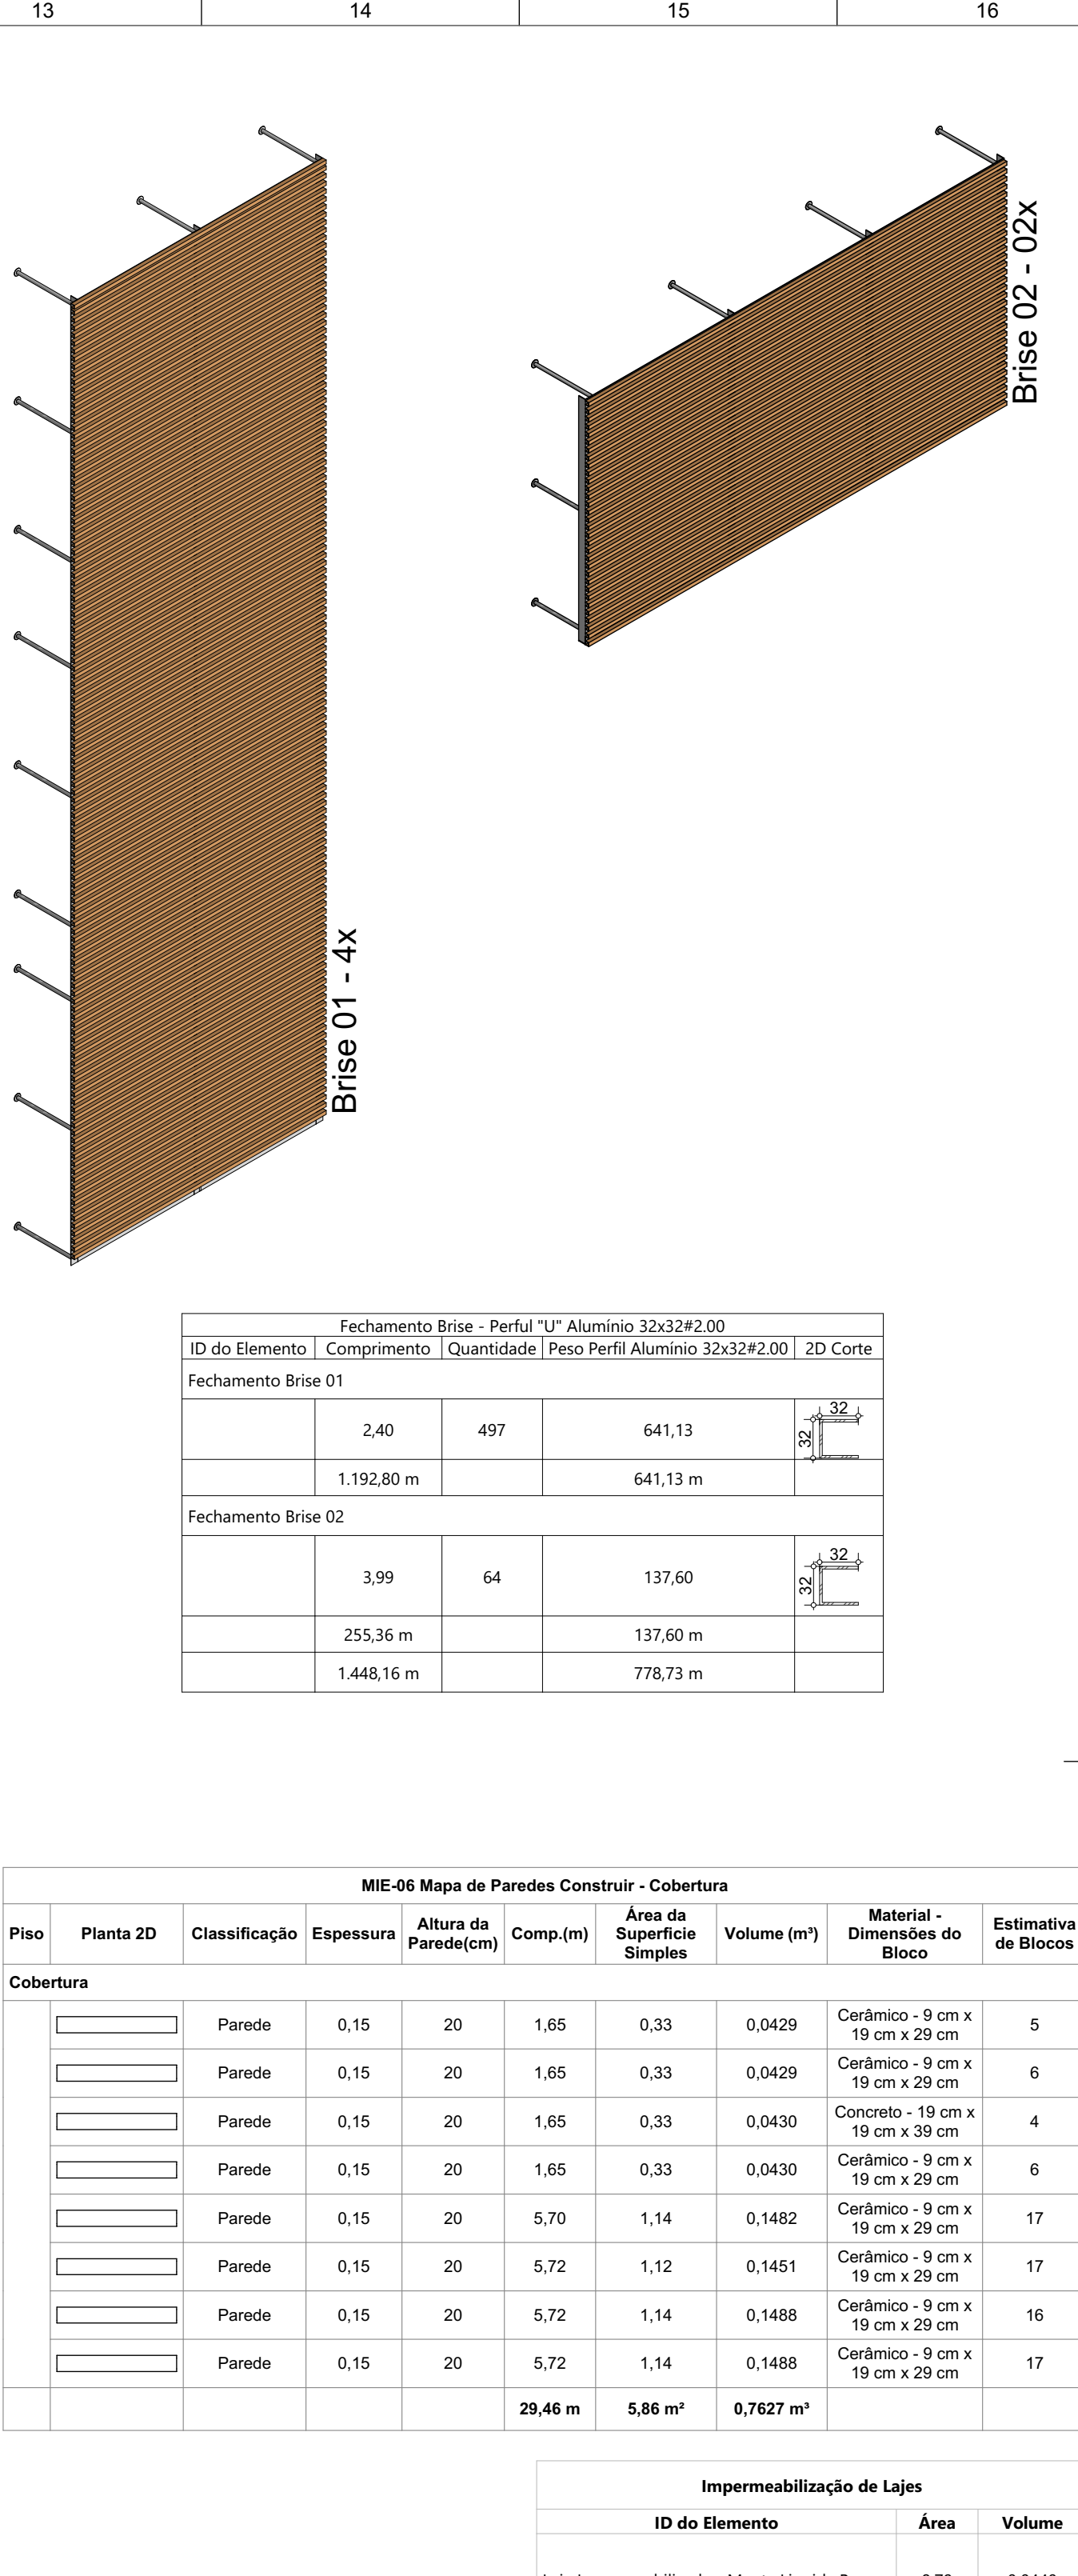 13 14 15 16
Brise 01 - 4x
Brise 02 - 02x
Fechamento Brise - Perful "U" Alumínio 32x32#2.00
ID do Elemento Comprimento Quantidade Peso Perfil Alumínio 32x32#2.00 2D Corte
Fechamento Brise 01
2,40 497 641,13 32 32
1.192,80 m 641,13 m
Fechamento Brise 02
3,99 64 137,60 32 32
255,36 m 137,60 m
1.448,16 m 778,73 m
MIE-06 Mapa de Paredes Construir - Cobertura
Piso Planta 2D Classificação Espessura Altura da Parede(cm) Comp.(m) Área da Superficie Simples Volume (m³) Material - Dimensões do Bloco Estimativa de Blocos
Cobertura
Parede 0,15 20 1,65 0,33 0,0429 Cerâmico - 9 cm x 19 cm x 29 cm 5
Parede 0,15 20 1,65 0,33 0,0429 Cerâmico - 9 cm x 19 cm x 29 cm 6
Parede 0,15 20 1,65 0,33 0,0430 Concreto - 19 cm x 19 cm x 39 cm 4
Parede 0,15 20 1,65 0,33 0,0430 Cerâmico - 9 cm x 19 cm x 29 cm 6
Parede 0,15 20 5,70 1,14 0,1482 Cerâmico - 9 cm x 19 cm x 29 cm 17
Parede 0,15 20 5,72 1,12 0,1451 Cerâmico - 9 cm x 19 cm x 29 cm 17
Parede 0,15 20 5,72 1,14 0,1488 Cerâmico - 9 cm x 19 cm x 29 cm 16
Parede 0,15 20 5,72 1,14 0,1488 Cerâmico - 9 cm x 19 cm x 29 cm 17
29,46 m 5,86 m² 0,7627 m³
Impermeabilização de Lajes
ID do Elemento Área Volume